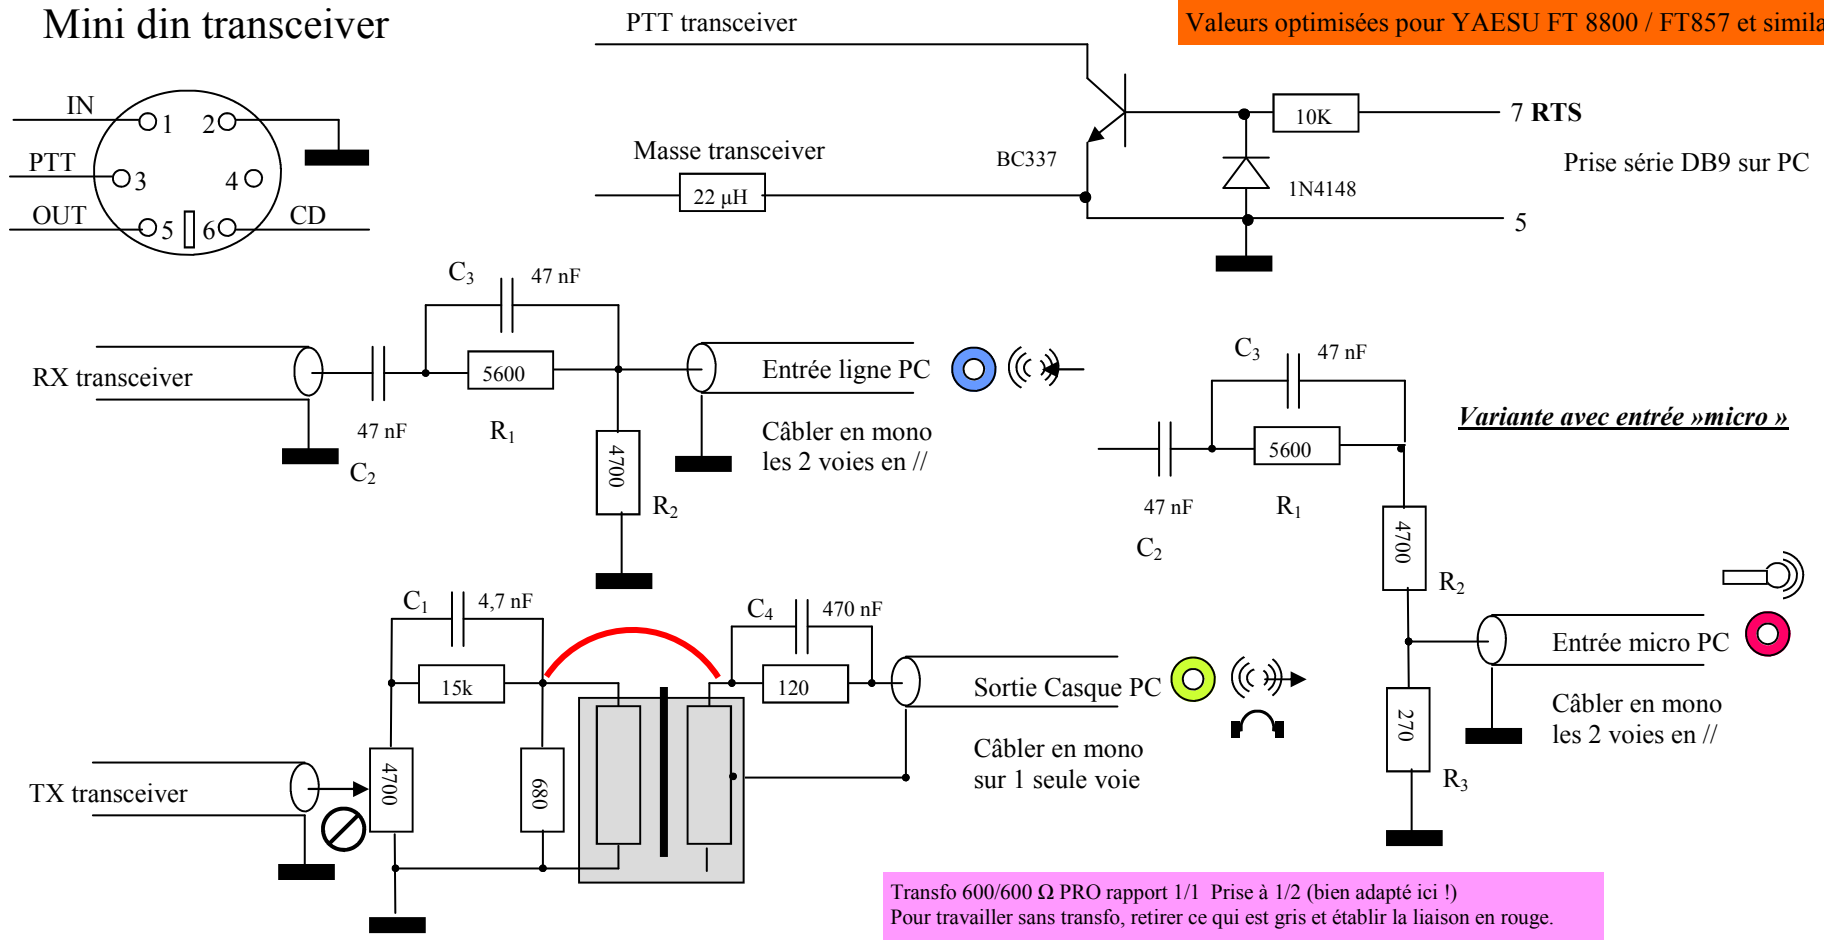 Mini din transceiver
PTT transceiver
Valeurs optimisées pour YAESU FT 8800 / FT857 et simila
IN
1
2
PTT
3
4
OUT
5
6
CD
10K
7 RTS
Masse transceiver
BC337
Prise série DB9 sur PC
22 µH
1N4148
5
C3
47 nF
RX transceiver
5600
Entrée ligne PC
47 nF
R1
C2
4700
R2
Câbler en mono
les 2 voies en //
C3
47 nF
Variante avec entrée »micro »
5600
47 nF
R1
C2
4700
R2
C1
4,7 nF
C4
470 nF
15k
120
Sortie Casque PC
Entrée micro PC
TX transceiver
4700
680
Câbler en mono
sur 1 seule voie
270
R3
Câbler en mono
les 2 voies en //
Transfo 600/600 Ω PRO rapport 1/1  Prise à 1/2 (bien adapté ici !)
Pour travailler sans transfo, retirer ce qui est gris et établir la liaison en rouge.